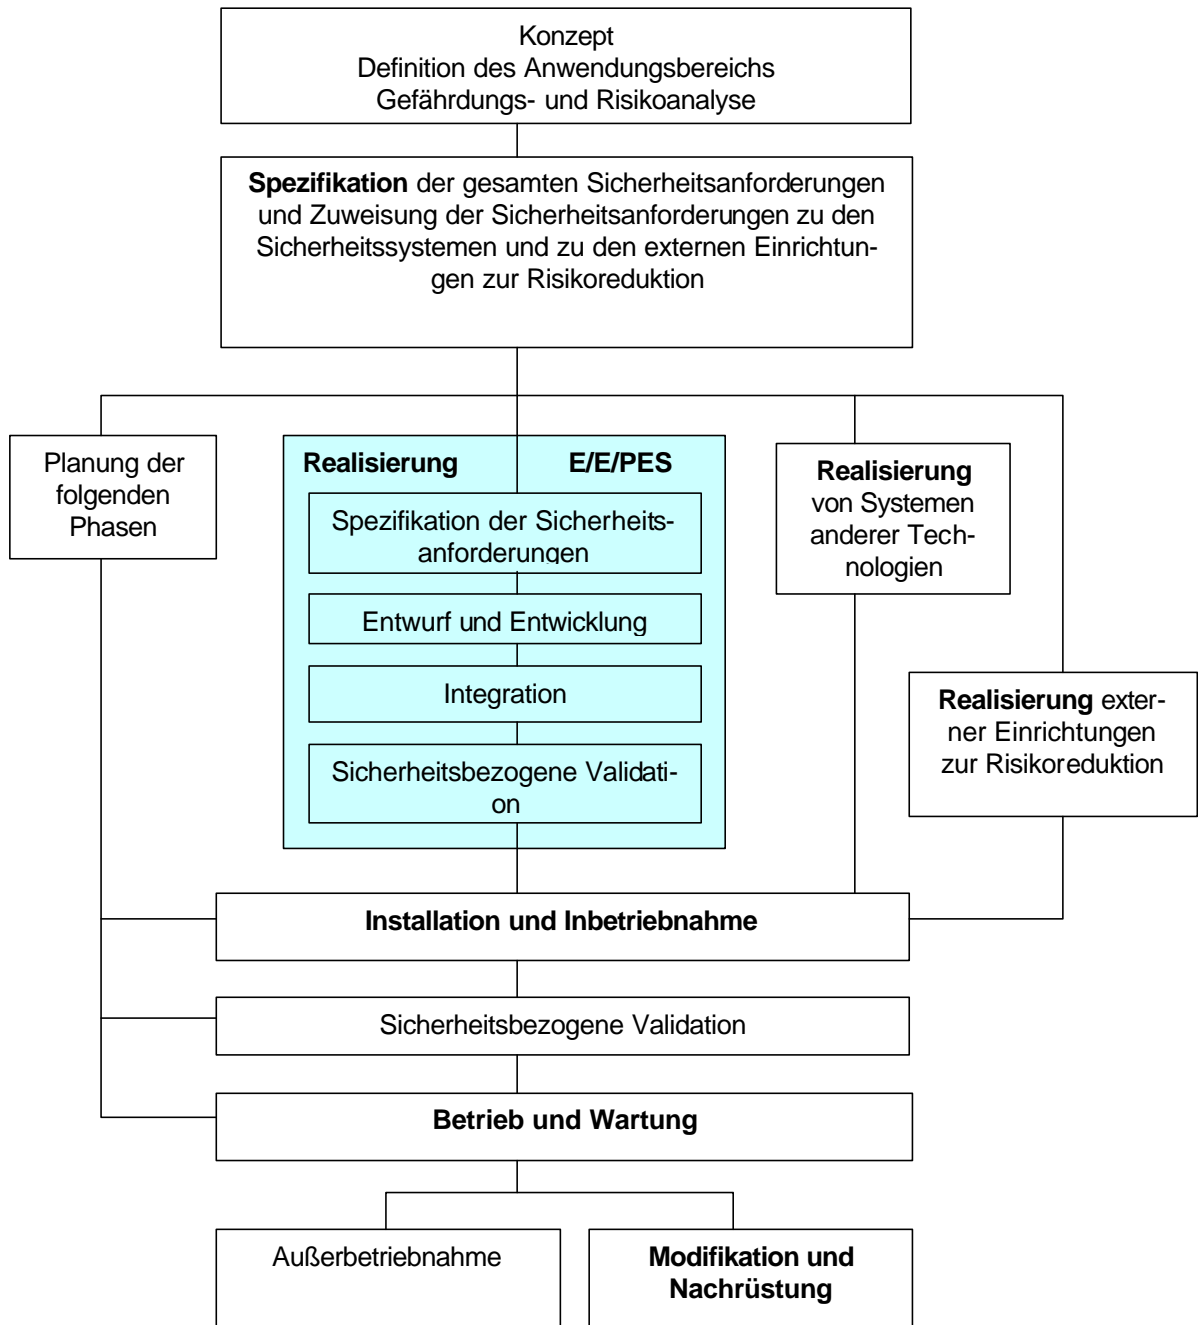 Konzept
Definition des Anwendungsbereichs
Gefährdungs- und Risikoanalyse
Spezifikation der gesamten Sicherheitsanforderungen
und Zuweisung der Sicherheitsanforderungen zu den
Sicherheitssystemen und zu den externen Einrichtun-
gen zur Risikoreduktion
Planung der
folgenden
Phasen
Realisierung E/E/PES
Spezifikation der Sicherheits-
anforderungen
Entwurf und Entwicklung
Integration
Sicherheitsbezogene Validati-
on
Realisierung
von Systemen
anderer Tech-
nologien
Realisierung exter-
ner Einrichtungen
zur Risikoreduktion
Installation und Inbetriebnahme
Sicherheitsbezogene Validation
Betrieb und Wartung
Außerbetriebnahme
Modifikation und
Nachrüstung